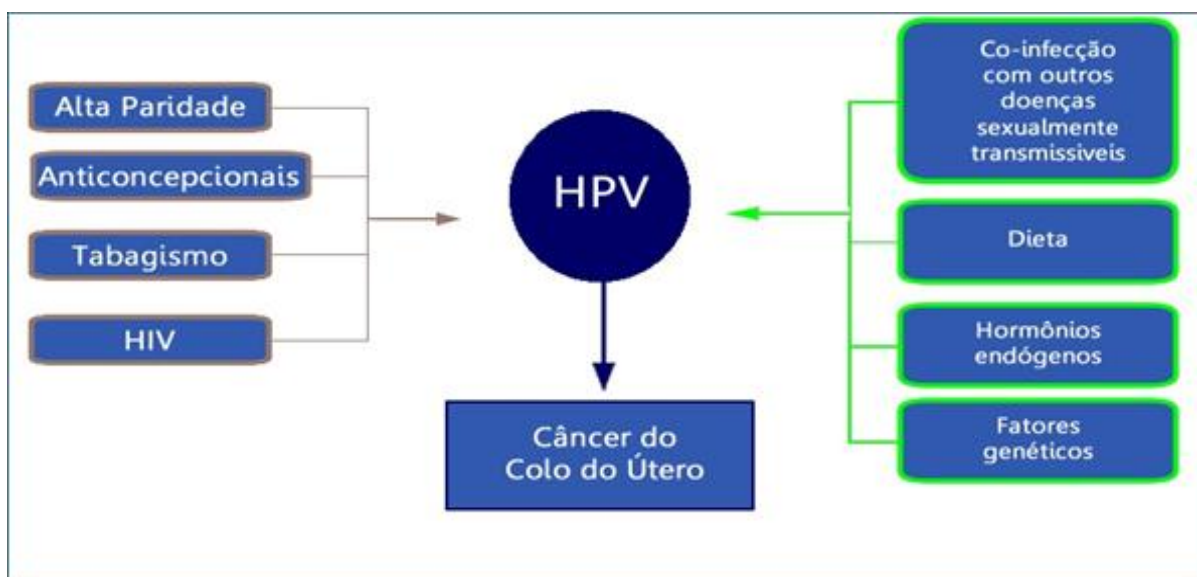 Alta Paridade
Anticoncepcionais
Tabagismo
HIV
HPV
Câncer do
Colo do Útero
Co-infecção
com outros
doenças
sexualmente
transmissiveis
Dieta
Hormônios
endógenos
Fatores
genéticos